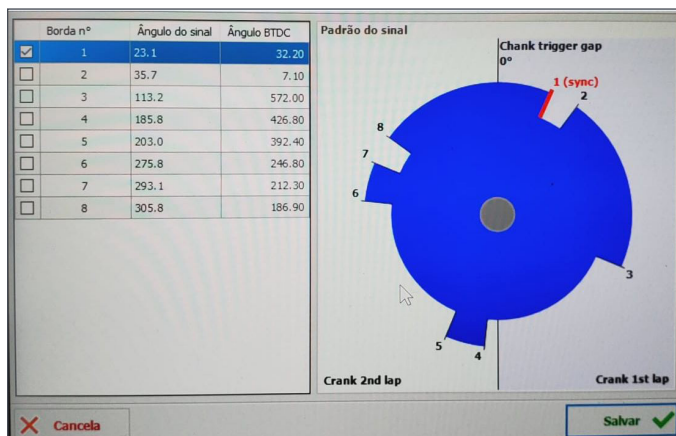 Borda nº Ângulo do sinal Ângulo BTDC
1 23.1 32.20
2 35.7 7.10
3 113.2 572.00
4 185.8 426.80
5 203.0 392.40
6 275.8 246.80
7 293.1 212.30
8 305.8 186.90
Padrão do sinal
Chank trigger gap
0°
1 (sync)
2
8
7
6
3
5
4
Crank 2nd lap Crank 1st lap
Cancela Salvar